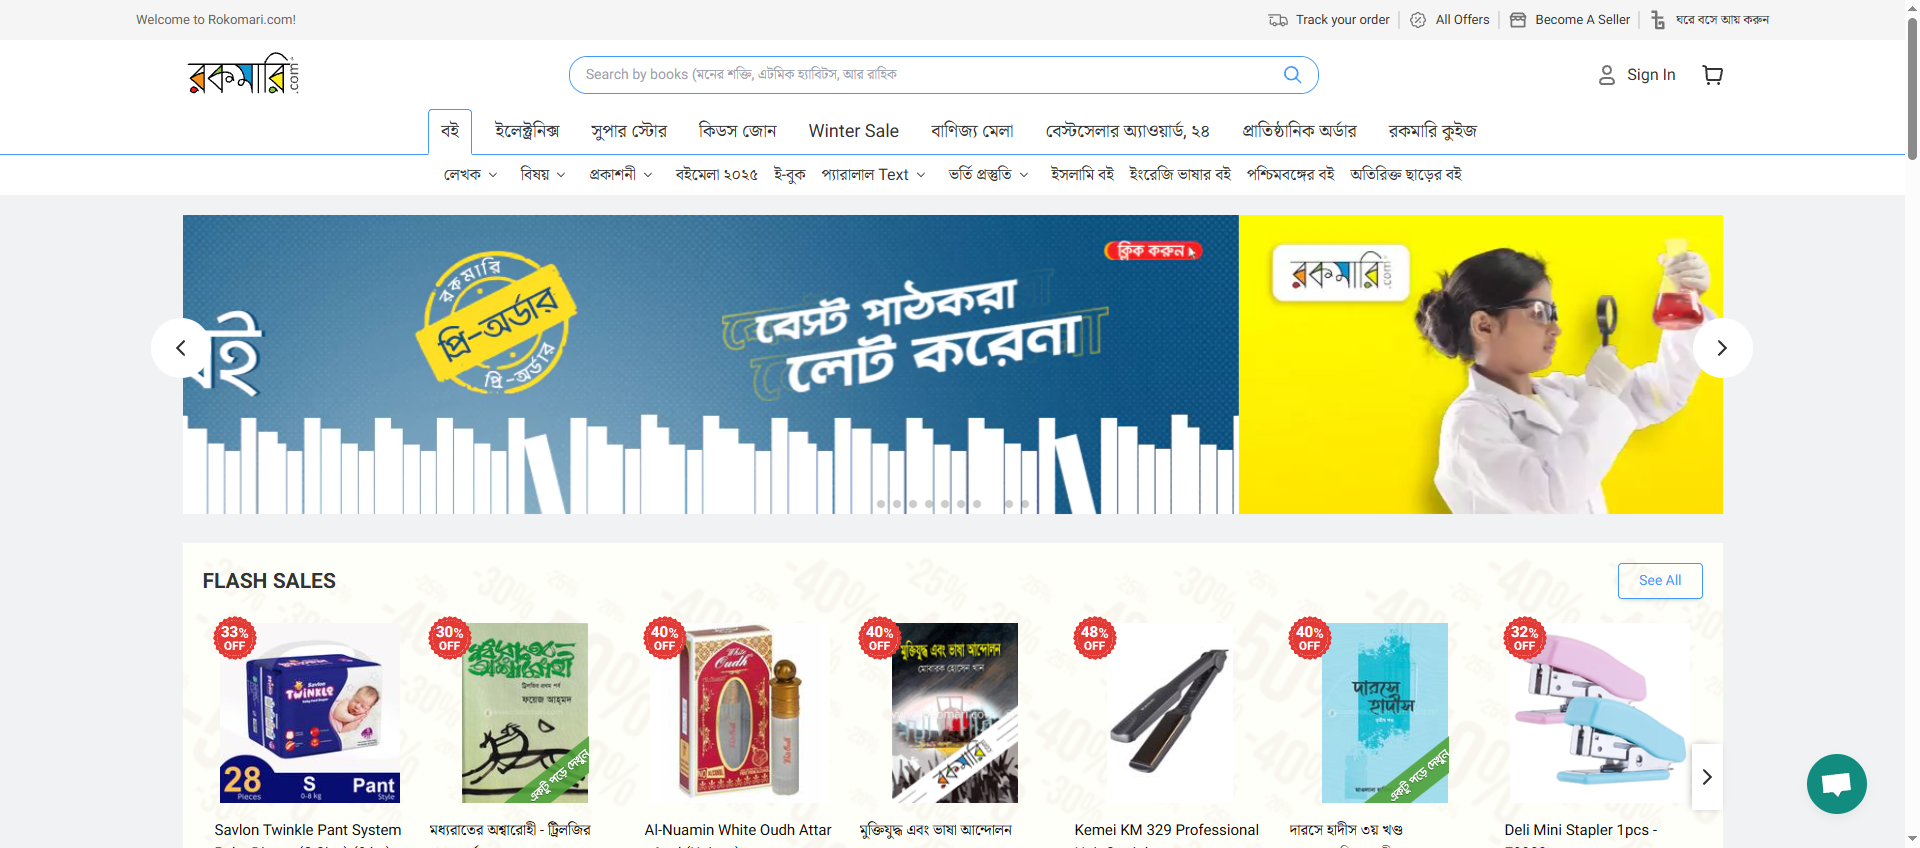 Welcome to Rokomari.com!
Track your order
All Offers
Become A Seller
ঘরে বসে আয় করুন
রকমারি.com
Search by books (মনের শক্তি, এটমিক হ্যাবিটস, আর রাহিক
Sign In
বই ইলেক্ট্রনিক্স সুপার স্টোর কিডস জোন Winter Sale বাণিজ্য মেলা বেস্টসেলার অ্যাওয়ার্ড, ২৪ প্রাতিষ্ঠানিক অর্ডার রকমারি কুইজ
লেখক বিষয় প্রকাশনী বইমেলা ২০২৫ ই-বুক প্যারালাল Text ভর্তি প্রস্তুতি ইসলামি বই ইংরেজি ভাষার বই পশ্চিমবঙ্গের বই অতিরিক্ত ছাড়ের বই
বই
রকমারি
প্রি-অর্ডার
প্রি-অর্ডার
বেস্ট পাঠকরা
লেট করেনা
ক্লিক করুন
রকমারি.com
FLASH SALES
See All
33% OFF
30% OFF
40% OFF
40% OFF
48% OFF
40% OFF
32% OFF
Savlon
TWINKLE
28 Pieces
S
0-8 kg
Pant Style
মধ্যরাতের অশ্বারোহী
ট্রিলজির প্রথম পর্ব
ফয়েজ আহ্‌মদ
একটু পড়ে দেখুন
White Oudh
মুক্তিযুদ্ধ এবং ভাষা আন্দোলন
মোবারক হোসেন খান
রকমারি
দারসে হাদীস
একটু পড়ে দেখুন
Savlon Twinkle Pant System
মধ্যরাতের অশ্বারোহী - ট্রিলজির
Al-Nuamin White Oudh Attar
মুক্তিযুদ্ধ এবং ভাষা আন্দোলন
Kemei KM 329 Professional
দারসে হাদীস ৩য় খণ্ড
Deli Mini Stapler 1pcs -